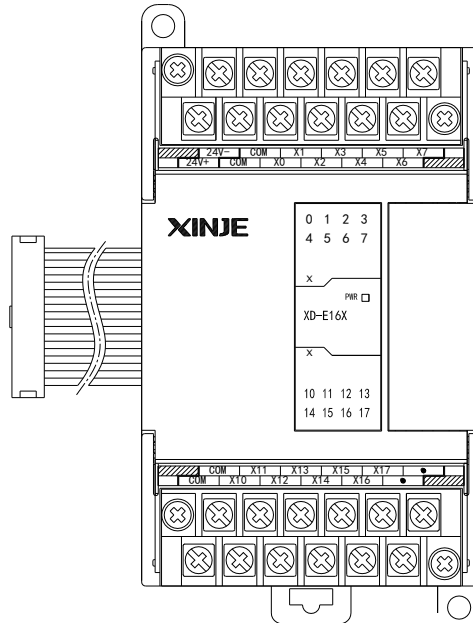 24V- COM X1 X3 X5 X7
24V+ COM X0 X2 X4 X6
XINJE
0 1 2 3
4 5 6 7
X
PWR
XD-E16X
X
10 11 12 13
14 15 16 17
COM X11 X13 X15 X17 •
COM X10 X12 X14 X16 •